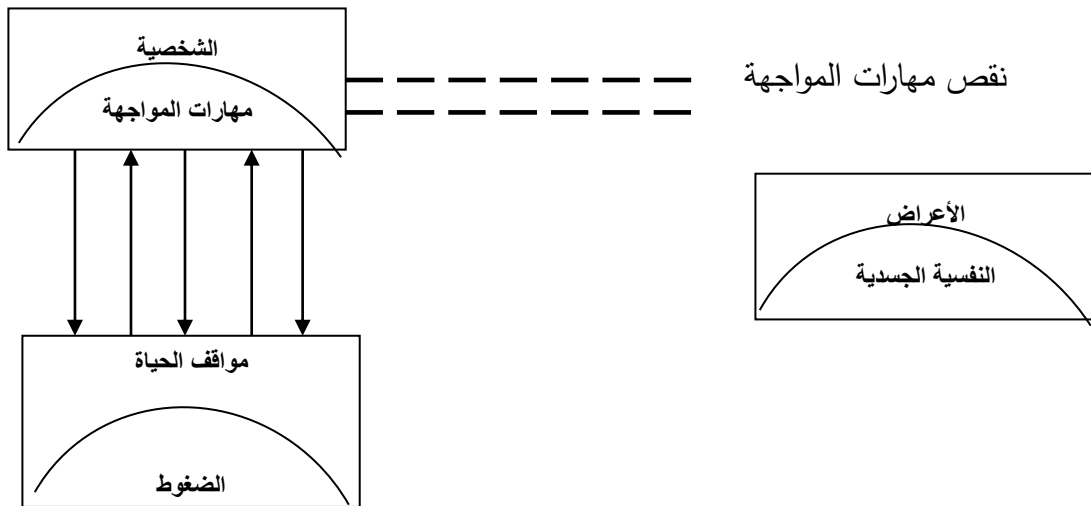 الشخصية
مهارات المواجهة
نقص مهارات المواجهة
الأعراض
النفسية الجسدية
مواقف الحياة
الضغوط